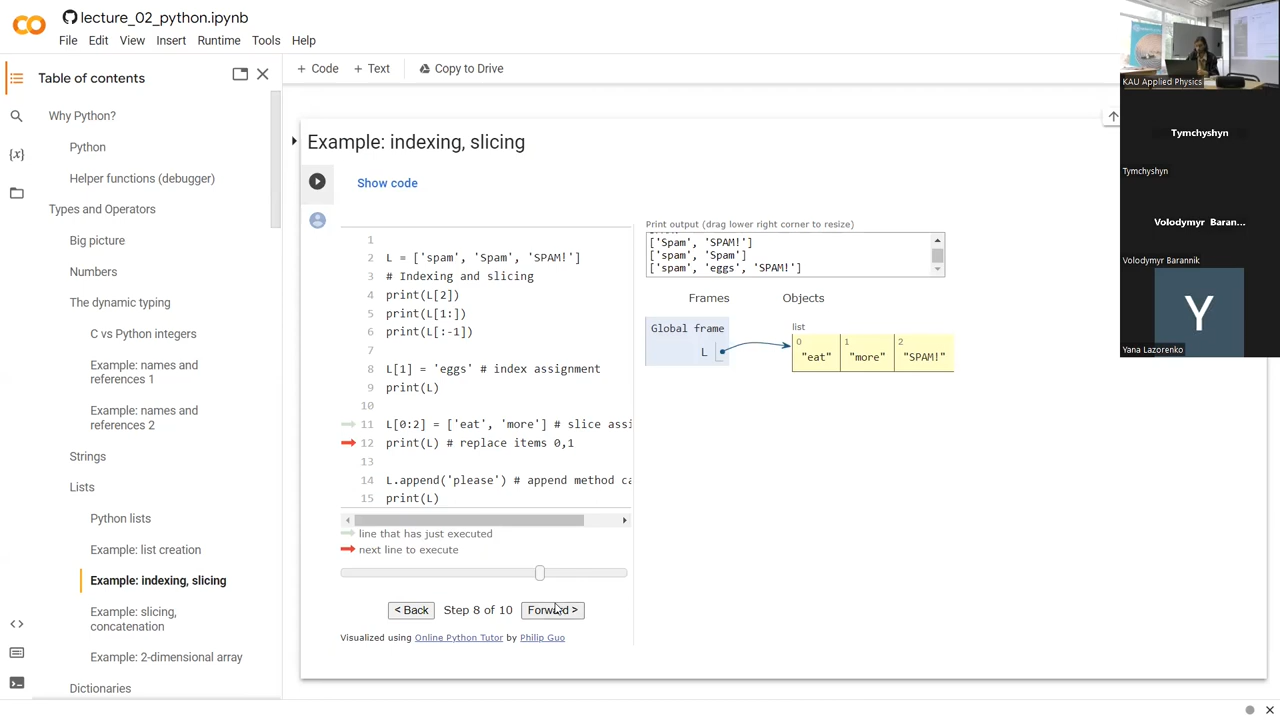 lecture_02_python.ipynb
File Edit View Insert Runtime Tools Help
Table of contents
+ Code + Text Copy to Drive
Why Python?
Python
Helper functions (debugger)
Types and Operators
Big picture
Numbers
The dynamic typing
C vs Python integers
Example: names and
references 1
Example: names and
references 2
Strings
Lists
Python lists
Example: list creation
Example: indexing, slicing
Example: slicing,
concatenation
Example: 2-dimensional array
Dictionaries
Example: indexing, slicing
Show code
1
2 L = ['spam', 'Spam', 'SPAM!']
3 # Indexing and slicing
4 print(L[2])
5 print(L[1:])
6 print(L[:-1])
7
8 L[1] = 'eggs' # index assignment
9 print(L)
10
11 L[0:2] = ['eat', 'more'] # slice assi
12 print(L) # replace items 0,1
13
14 L.append('please') # append method ca
15 print(L)
line that has just executed
next line to execute
< Back Step 8 of 10 Forward >
Visualized using Online Python Tutor by Philip Guo
Print output (drag lower right corner to resize)
['Spam', 'SPAM!']
['spam', 'Spam']
['spam', 'eggs', 'SPAM!']
Frames Objects
Global frame
L
list
0 1 2
"eat" "more" "SPAM!"
KAU Applied Physics
Tymchyshyn
Tymchyshyn
Volodymyr Baran...
Volodymyr Barannik
Y
Yana Lazorenko